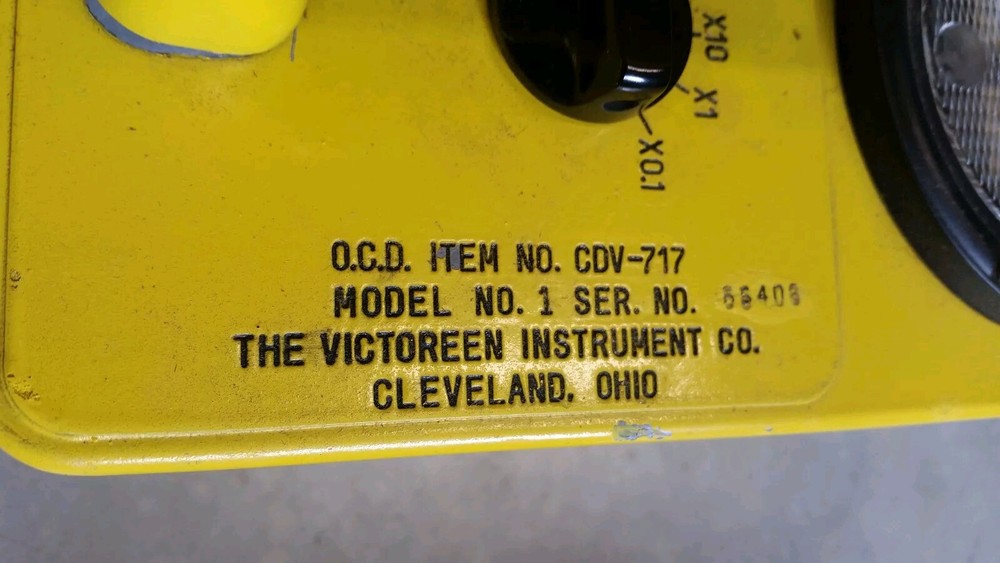 X10
X1
X0.1
O.C.D. ITEM NO. CDV-717
MODEL NO. 1 SER. NO.
THE VICTOREEN INSTRUMENT CO.
CLEVELAND, OHIO